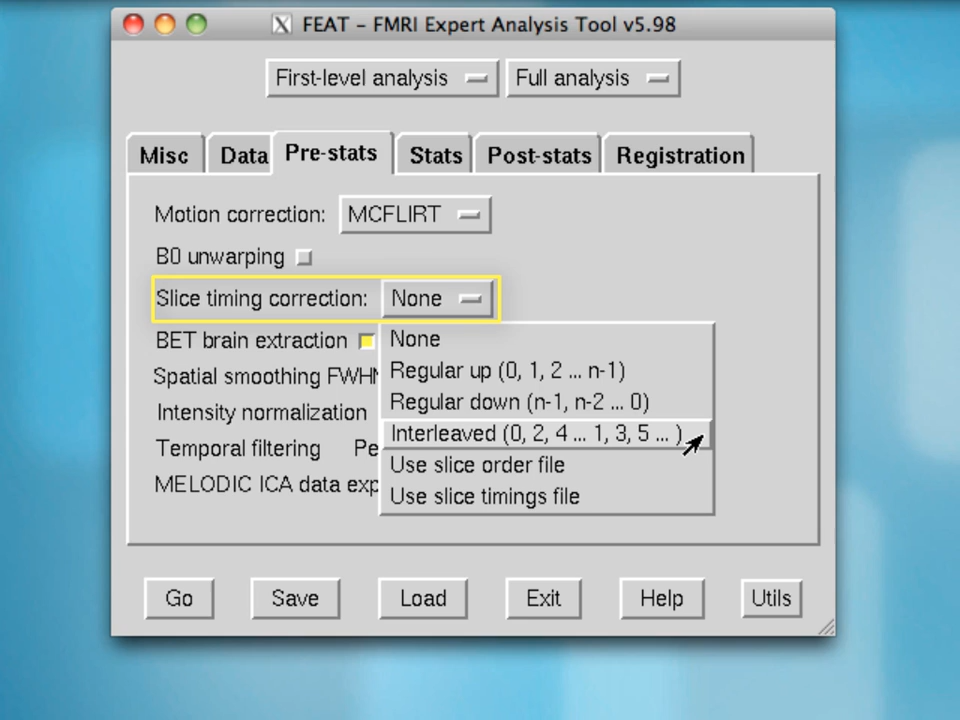 X FEAT – FMRI Expert Analysis Tool v5.98
First-level analysis Full analysis
Misc Data Pre-stats Stats Post-stats Registration
Motion correction: MCFLIRT
B0 unwarping
Slice timing correction: None
BET brain extraction
None
Regular up (0, 1, 2 ... n-1)
Spatial smoothing
Regular down (n-1, n-2 ... 0)
Intensity normalization
Interleaved (0, 2, 4 ... 1, 3, 5 ... )
Temporal filtering
Use slice order file
MELODIC ICA data
Use slice timings file
Go Save Load Exit Help Utils